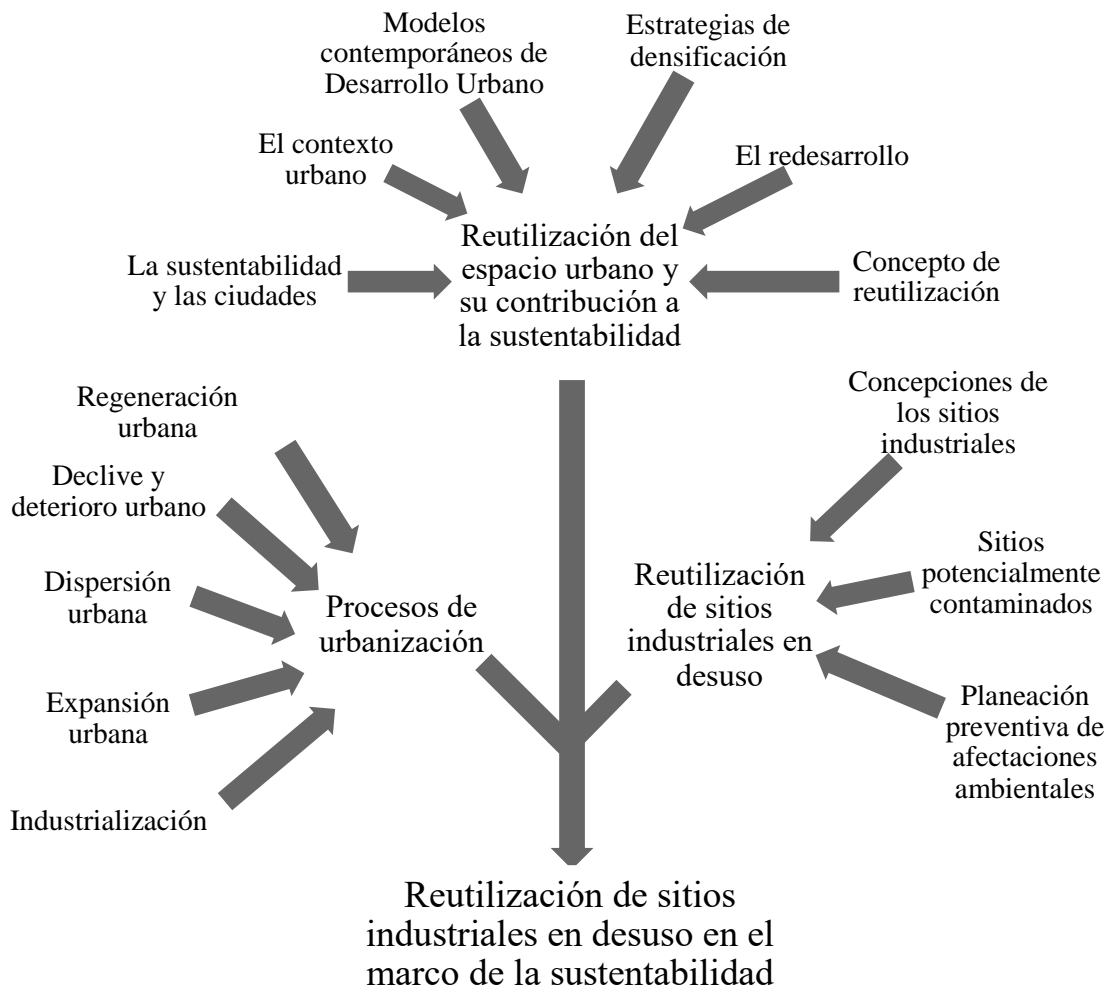 Modelos
contemporáneos de
Desarrollo Urbano
Estrategias de
densificación
El contexto
urbano
El redesarrollo
La sustentabilidad
y las ciudades
Reutilización del
espacio urbano y
su contribución a
la sustentabilidad
Concepto de
reutilización
Regeneración
urbana
Declive y
deterioro urbano
Dispersión
urbana
Expansión
urbana
Industrialización
Procesos de
urbanización
Concepciones de
los sitios
industriales
Sitios
potencialmente
contaminados
Planeación
preventiva de
afectaciones
ambientales
Reutilización
de sitios
industriales en
desuso
Reutilización de sitios
industriales en desuso en el
marco de la sustentabilidad